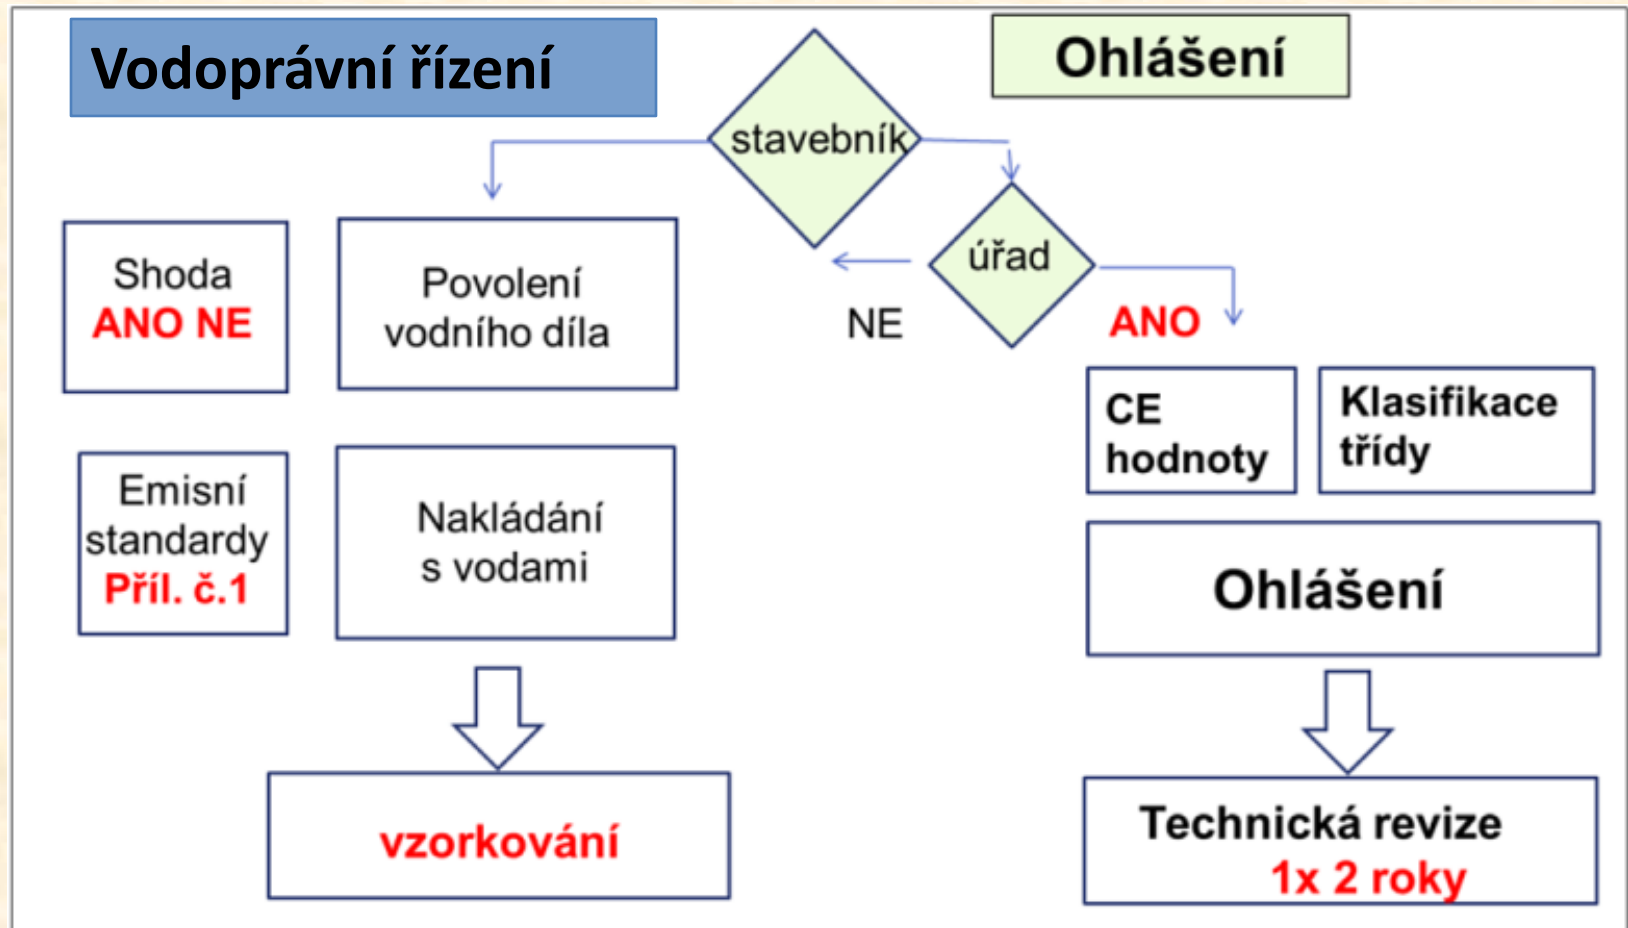 Vodoprávní řízení
Ohlášení
stavebník
úřad
NE
ANO
Shoda
ANO NE
Povolení
vodního díla
Emisní
standardy
Příl. č.1
Nakládání
s vodami
vzorkování
CE
hodnoty
Klasifikace
třídy
Ohlášení
Technická revize
1x 2 roky